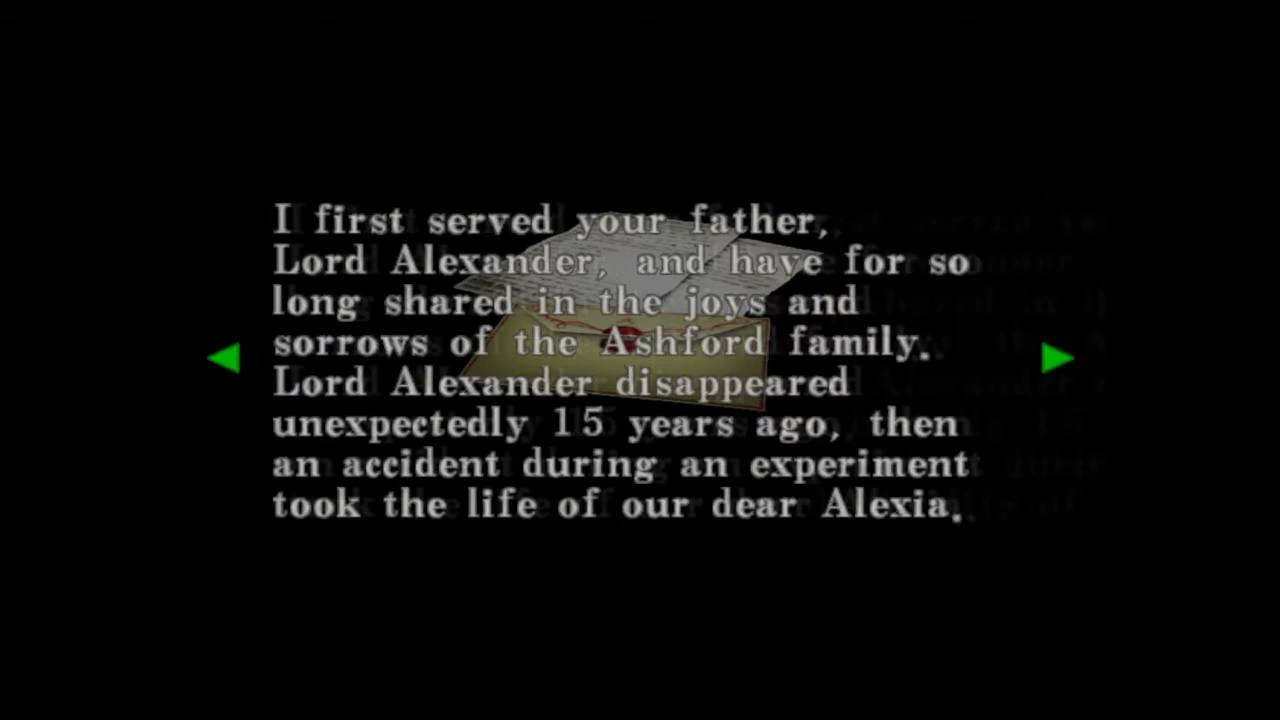 I first served your father,
Lord Alexander, and have for so
long shared in the joys and
sorrows of the Ashford family.
Lord Alexander disappeared
unexpectedly 15 years ago, then
an accident during an experiment
took the life of our dear Alexia.